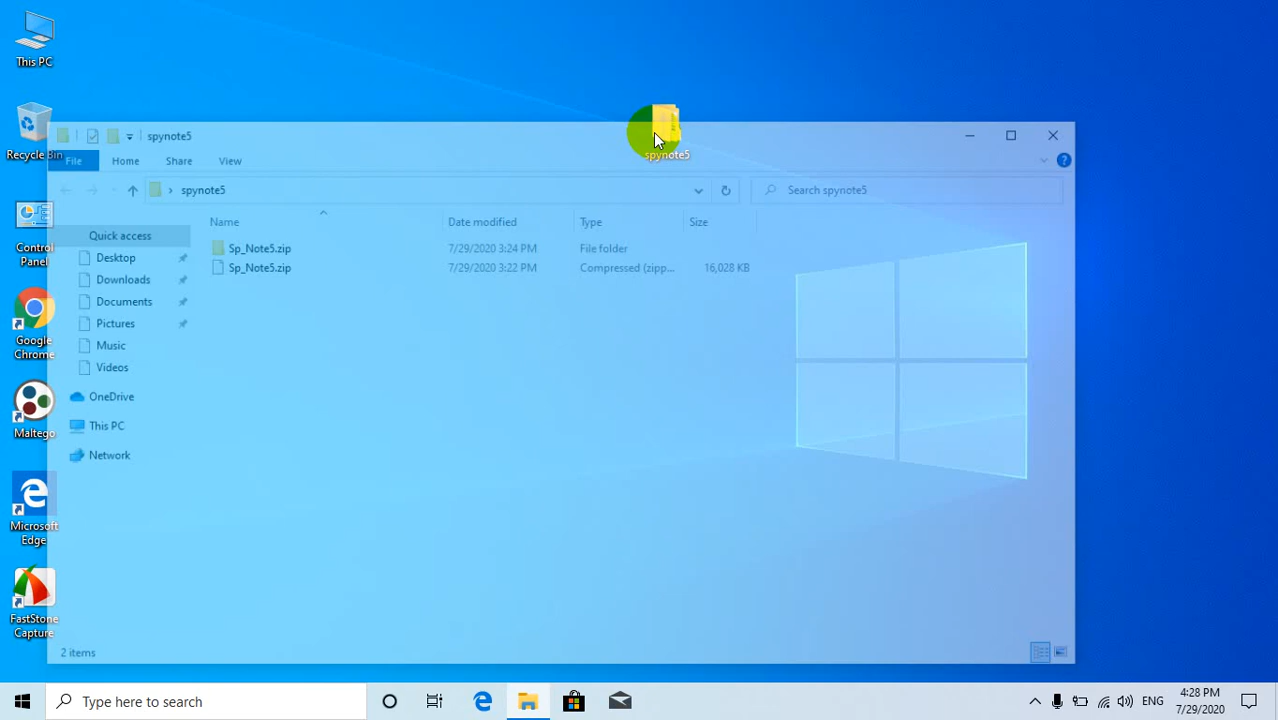 This PC
Recycle Bin
Control
Panel
Google
Chrome
Maltego
Microsoft
Edge
FastStone
Capture
spynote5
spynote5
File
Home
Share
View
spynote5
Search spynote5
Name
Date modified
Type
Size
Sp_Note5.zip
7/29/2020 3:24 PM
File folder
Sp_Note5.zip
7/29/2020 3:22 PM
Compressed (zipp...
16,028 KB
Quick access
Desktop
Downloads
Documents
Pictures
Music
Videos
OneDrive
This PC
Network
2 items
Type here to search
ENG
4:28 PM
7/29/2020